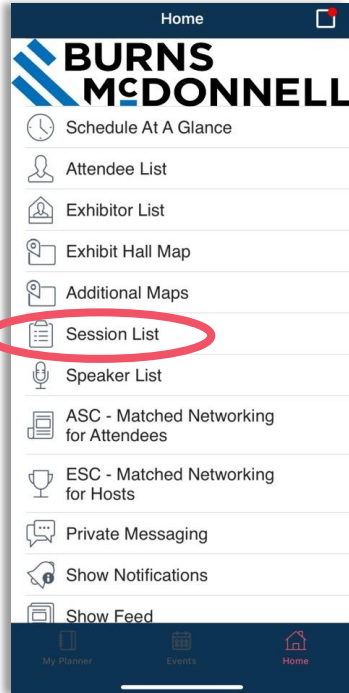 Home
BURNS
McDONNELL
Schedule At A Glance
Attendee List
Exhibitor List
Exhibit Hall Map
Additional Maps
Session List
Speaker List
ASC - Matched Networking
for Attendees
ESC - Matched Networking
for Hosts
Private Messaging
Show Notifications
Show Feed
My Planner
Events
Home